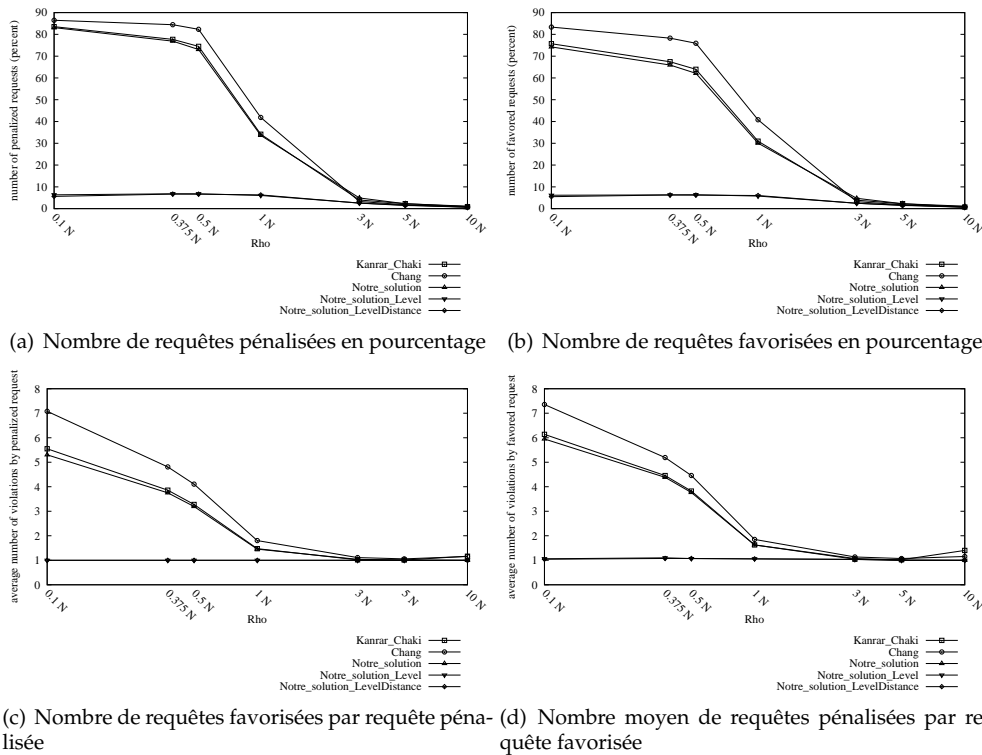 number of penalized requests (percent)
90
80
70
60
50
40
30
20
10
0
0.1 N
0.375 N
0.5 N
1 N
3 N
5 N
10 N
Rho
Kanrar_Chaki
Chang
Notre_solution
Notre_solution_Level
Notre_solution_LevelDistance
(a) Nombre de requêtes pénalisées en pourcentage
number of favored requests (percent)
90
80
70
60
50
40
30
20
10
0
0.1 N
0.375 N
0.5 N
1 N
3 N
5 N
10 N
Rho
Kanrar_Chaki
Chang
Notre_solution
Notre_solution_Level
Notre_solution_LevelDistance
(b) Nombre de requêtes favorisées en pourcentage
average number of violations by penalized request
8
7
6
5
4
3
2
1
0
0.1 N
0.375 N
0.5 N
1 N
3 N
5 N
10 N
Rho
Kanrar_Chaki
Chang
Notre_solution
Notre_solution_Level
Notre_solution_LevelDistance
(c) Nombre de requêtes favorisées par requête péna-
lisée
average number of violations by favored request
8
7
6
5
4
3
2
1
0
0.1 N
0.375 N
0.5 N
1 N
3 N
5 N
10 N
Rho
Kanrar_Chaki
Chang
Notre_solution
Notre_solution_Level
Notre_solution_LevelDistance
(d) Nombre moyen de requêtes pénalisées par re
quête favorisée